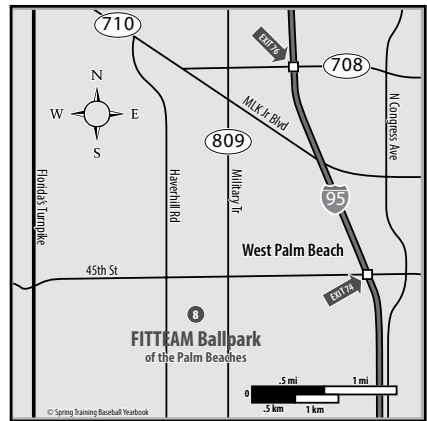 710
EXIT 76
708
N
W E
S
MLK Jr Blvd
N Congress Ave
809
Florida's Turnpike
Haverhill Rd
Military Tr
95
West Palm Beach
45th St
EXIT 74
8
FITTEAM Ballpark
of the Palm Beaches
.5 mi 1 mi
0
.5 km 1 km
© Spring Training Baseball Yearbook